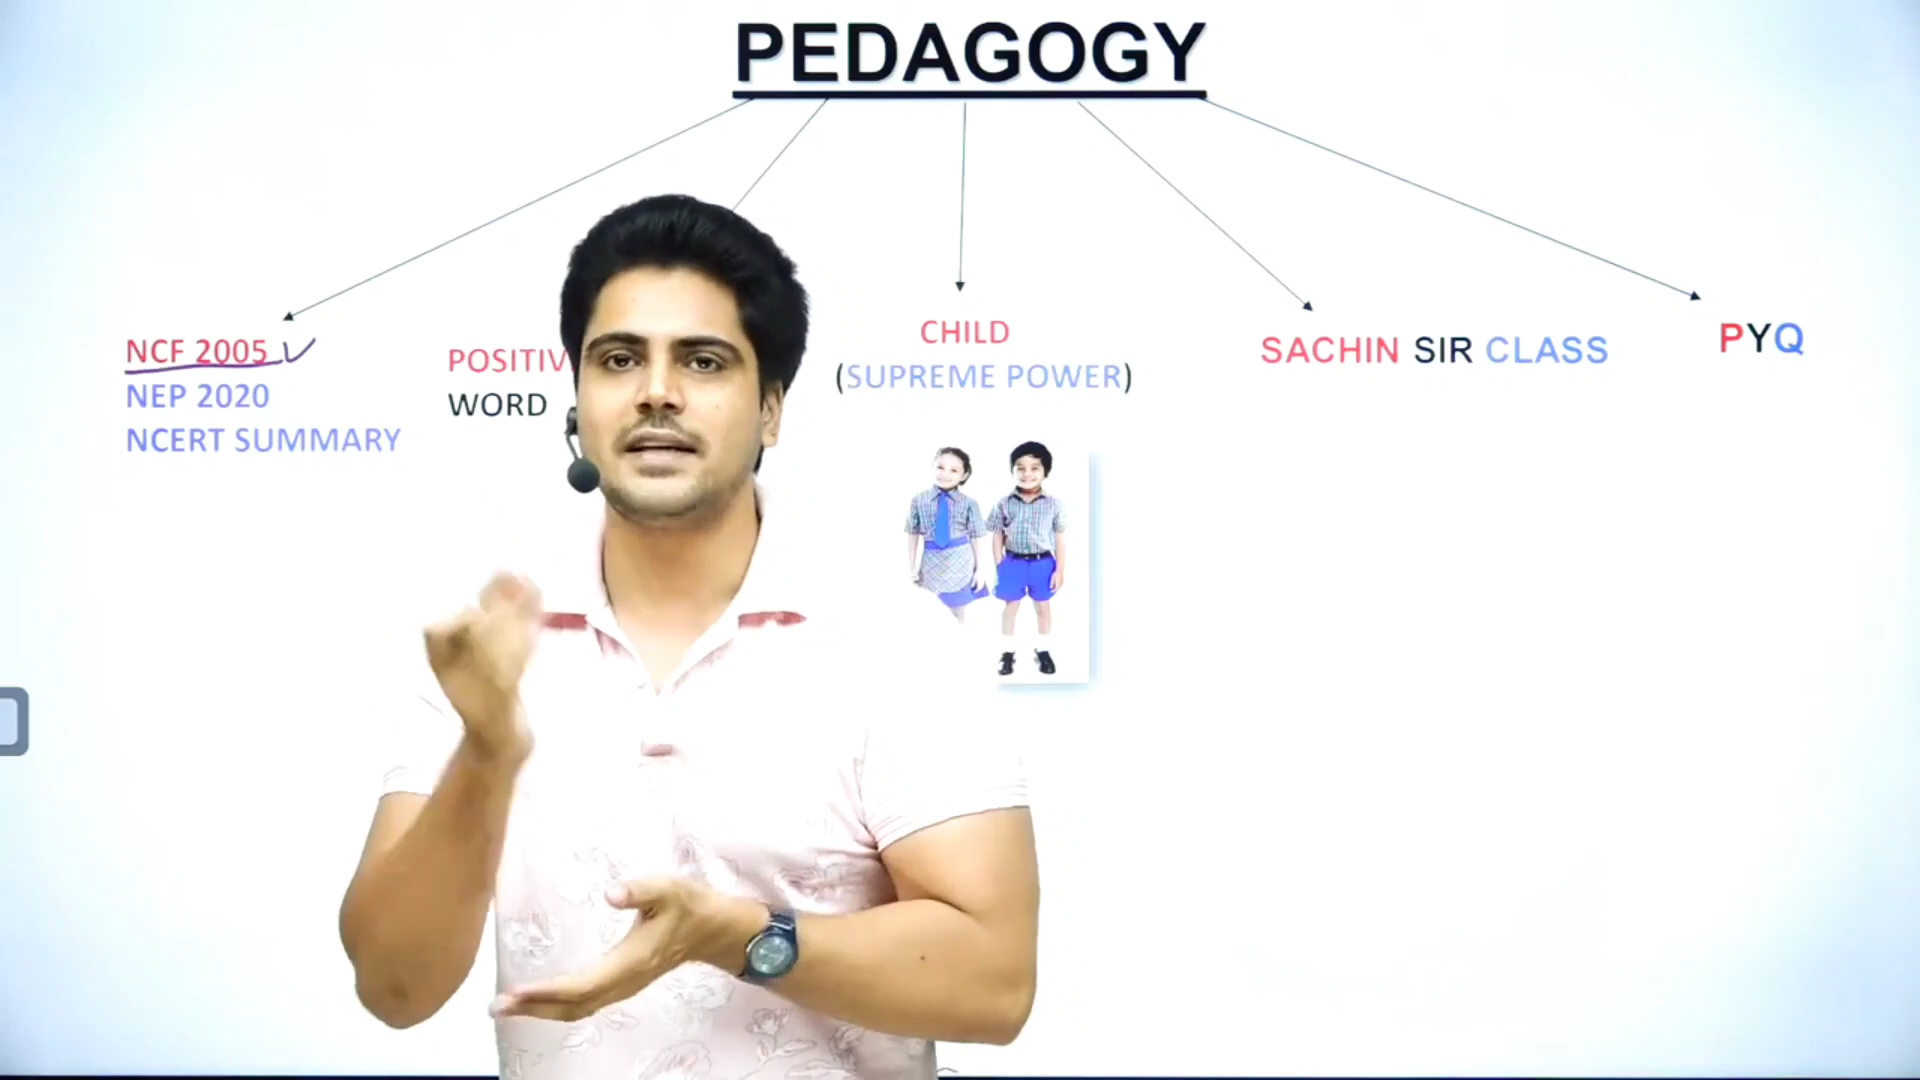 PEDAGOGY
NCF 2005
NEP 2020
NCERT SUMMARY
WORD
CHILD
(SUPREME POWER)
SACHIN SIR CLASS
PYQ